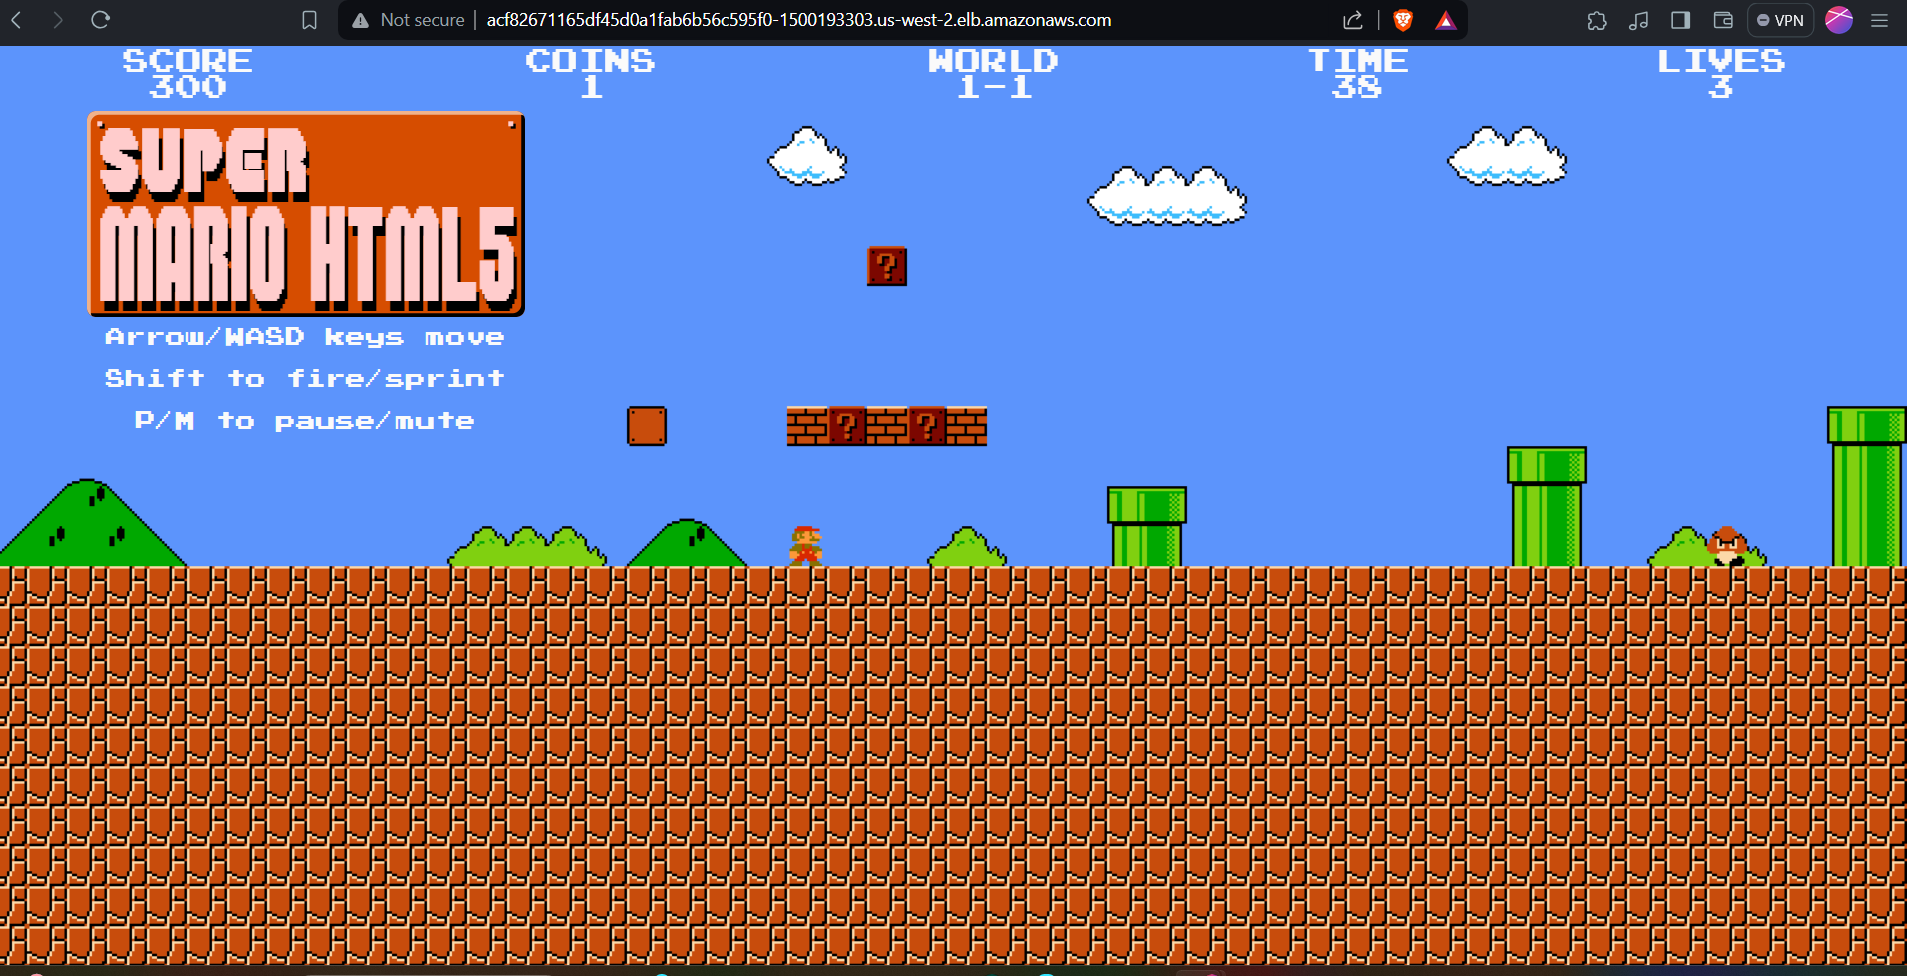 Not secure acf82671165df45d0a1fab6b56c595f0-1500193303.us-west-2.elb.amazonaws.com VPN
SCORE COINS WORLD TIME LIVES
300 1 1-1 38 3
SUPER
MARIO HTML5
Arrow/WASD keys move
Shift to fire/sprint
P/M to pause/mute
?
? ?